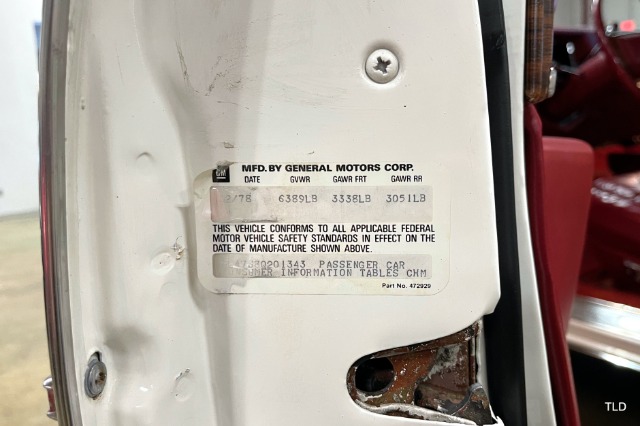 GM MFD. BY GENERAL MOTORS CORP.
DATE GVWR GAWR FRT GAWR RR
6389LB 3338LB 3051LB
THIS VEHICLE CONFORMS TO ALL APPLICABLE FEDERAL
MOTOR VEHICLE SAFETY STANDARDS IN EFFECT ON THE
DATE OF MANUFACTURE SHOWN ABOVE.
PASSENGER CAR
INFORMATION TABLES CHM
Part No. 472929
TLD